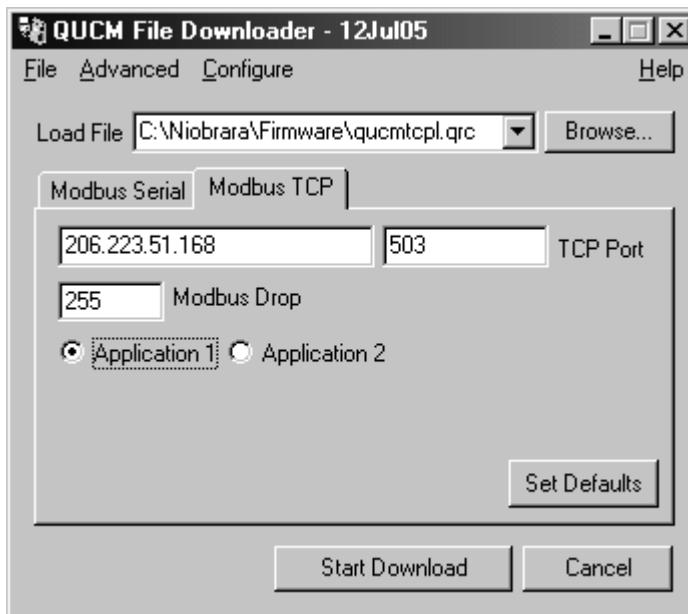 QUCM File Downloader - 12Jul05
File Advanced Configure Help
Load File C:\Niobrara\Firmware\qucmtcpl.qrc Browse...
Modbus Serial Modbus TCP
206.223.51.168 503 TCP Port
255 Modbus Drop
Application 1 Application 2
Set Defaults
Start Download Cancel